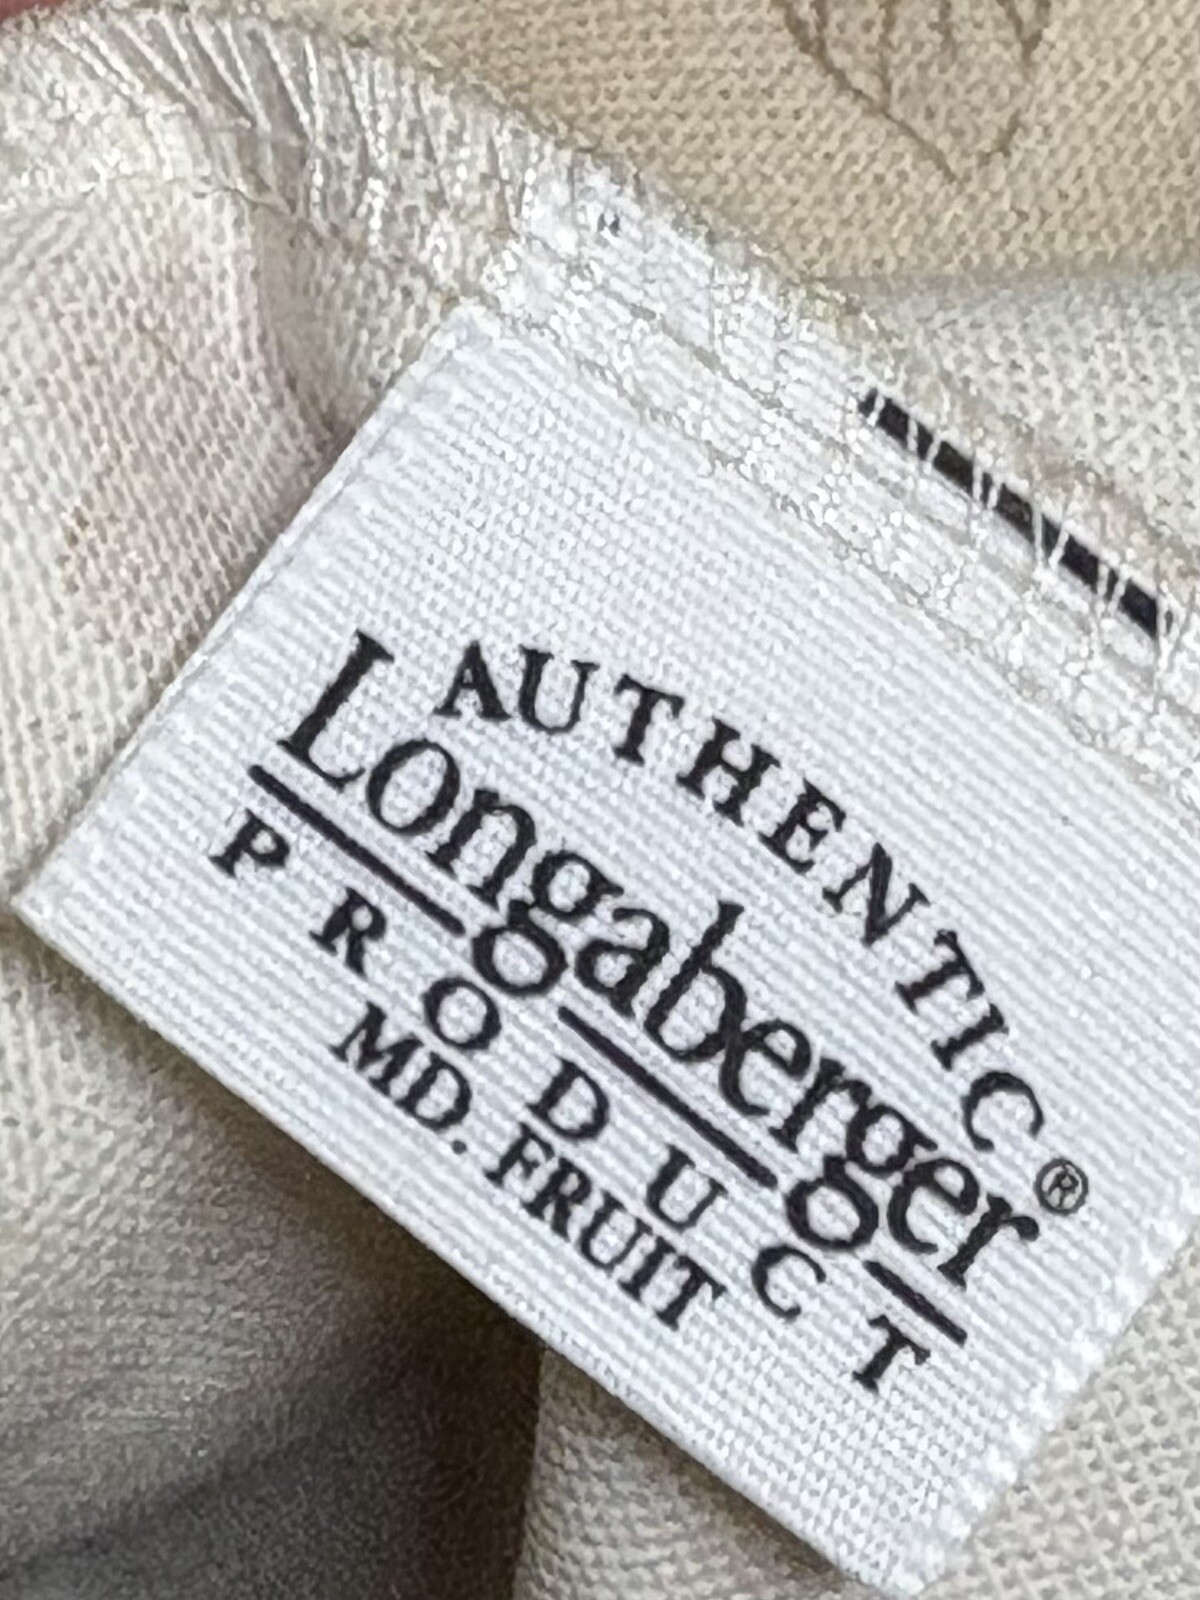 AUTHENTIC
Longaberger®
PRODUCT
MD. FRUIT